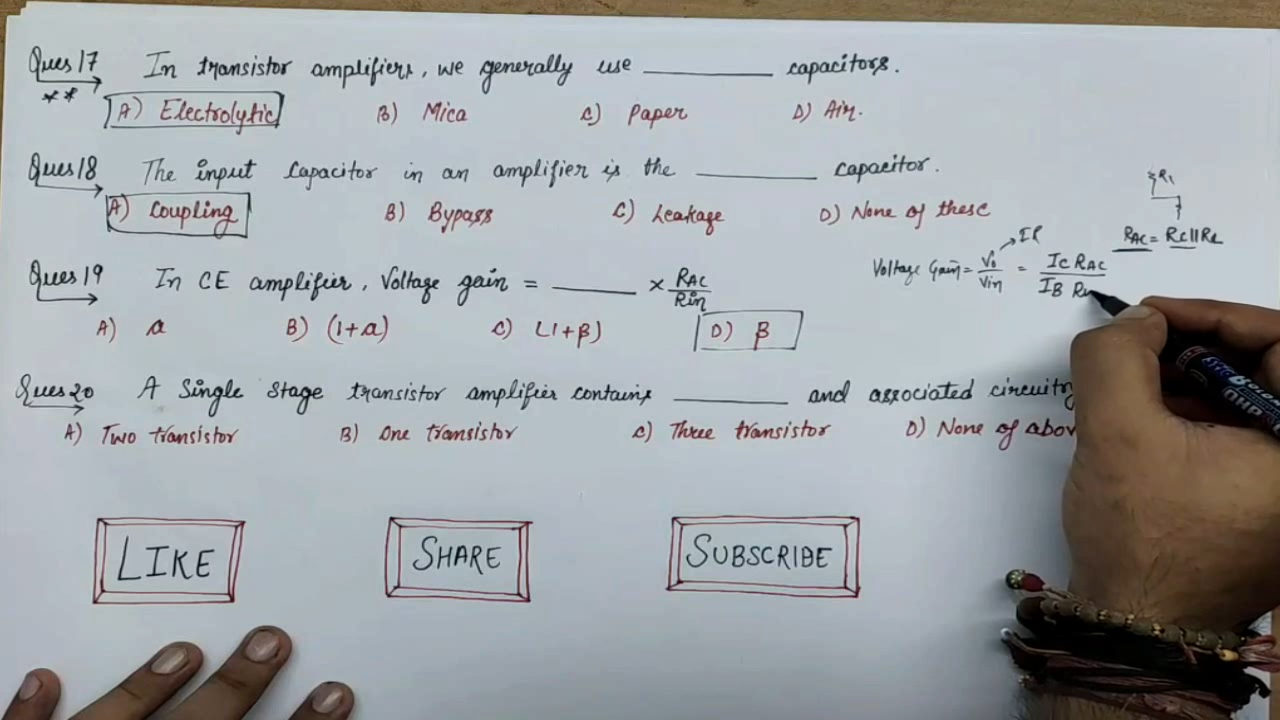 Ques 17 In transistor amplifiers, we generally use ________ capacitors.
**
A) Electrolytic B) Mica C) Paper D) Air.
Ques 18 The input capacitor in an amplifier is the ________ capacitor.
A) Coupling B) Bypass C) Leakage D) None of these
R1
IR
RAC = RC||RL
Voltage Gain = Vo/Vin = IC RAC/IB Rin
Ques 19 In CE amplifier, Voltage gain = ________ × RAC/Rin
A) α B) (1+α) C) (1+β) D) β
Ques 20 A Single Stage transistor amplifier contains ________ and associated circuitry
A) Two transistor B) One transistor C) Three transistor D) None of abov
LIKE SHARE SUBSCRIBE